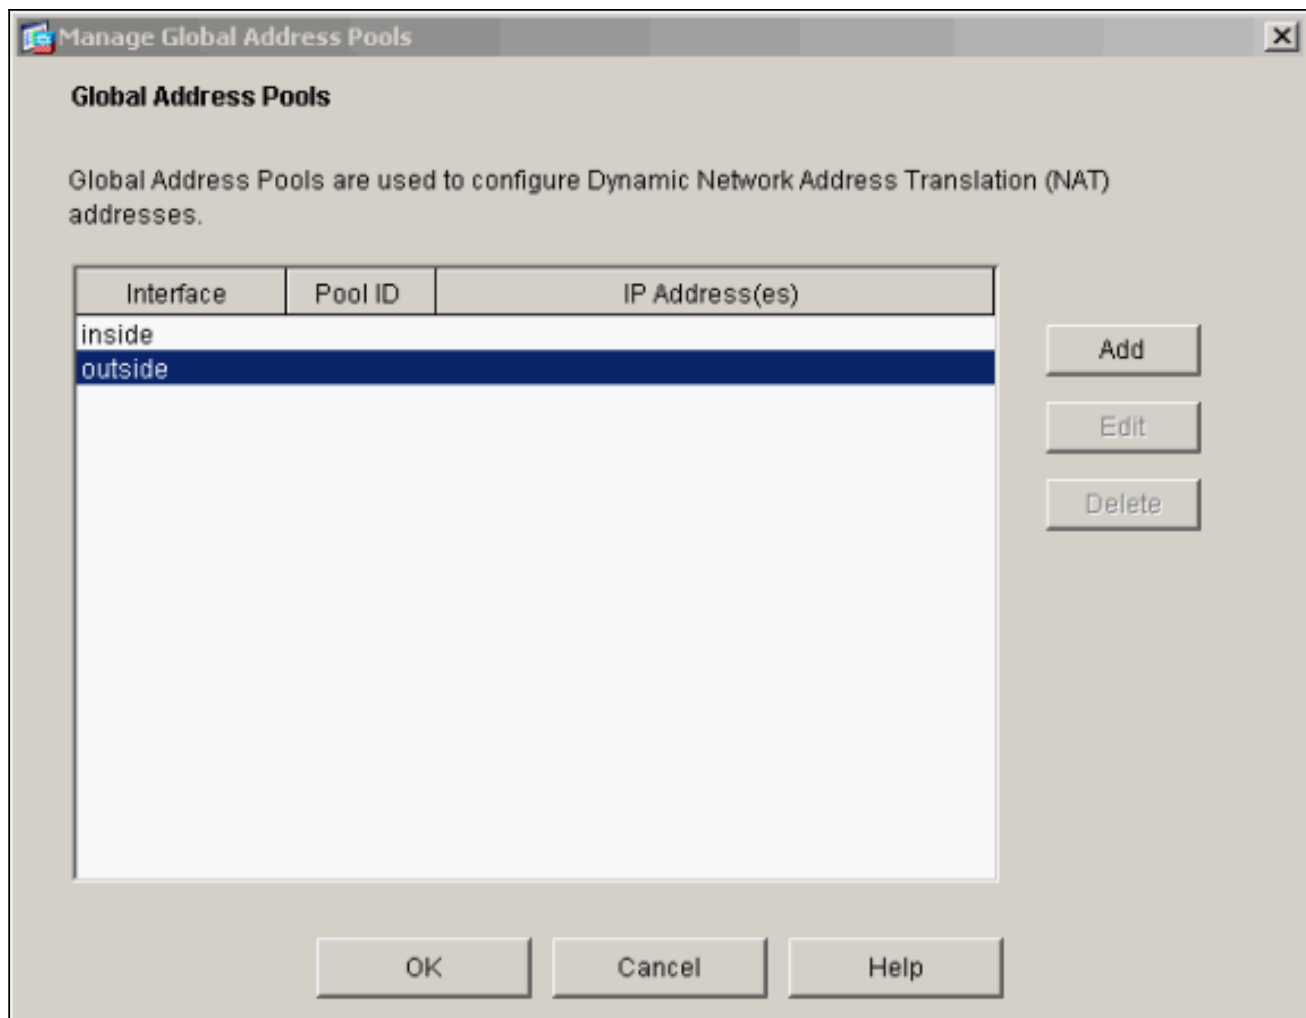 Manage Global Address Pools
Global Address Pools
Global Address Pools are used to configure Dynamic Network Address Translation (NAT)
addresses.
Interface Pool ID IP Address(es)
inside
outside
Add
Edit
Delete
OK Cancel Help